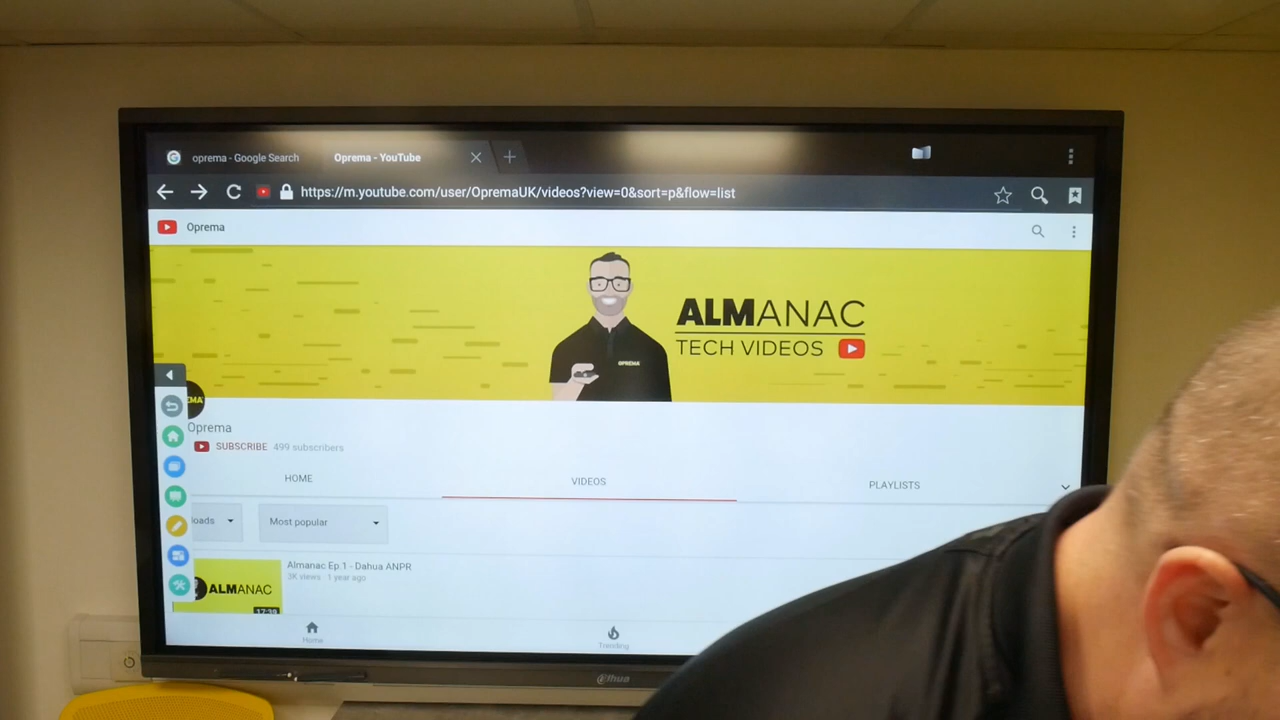 oprema - Google Search
Oprema - YouTube
https://m.youtube.com/user/OpremaUK/videos?view=0&sort=p&flow=list
Oprema
ALMANAC
TECH VIDEOS
OPREMA
EMA
Oprema
SUBSCRIBE 499 subscribers
HOME
VIDEOS
PLAYLISTS
loads
Most popular
Almanac Ep.1 - Dahua ANPR
3K views · 1 year ago
ALMANAC
17:39
Home
Trending
alhua